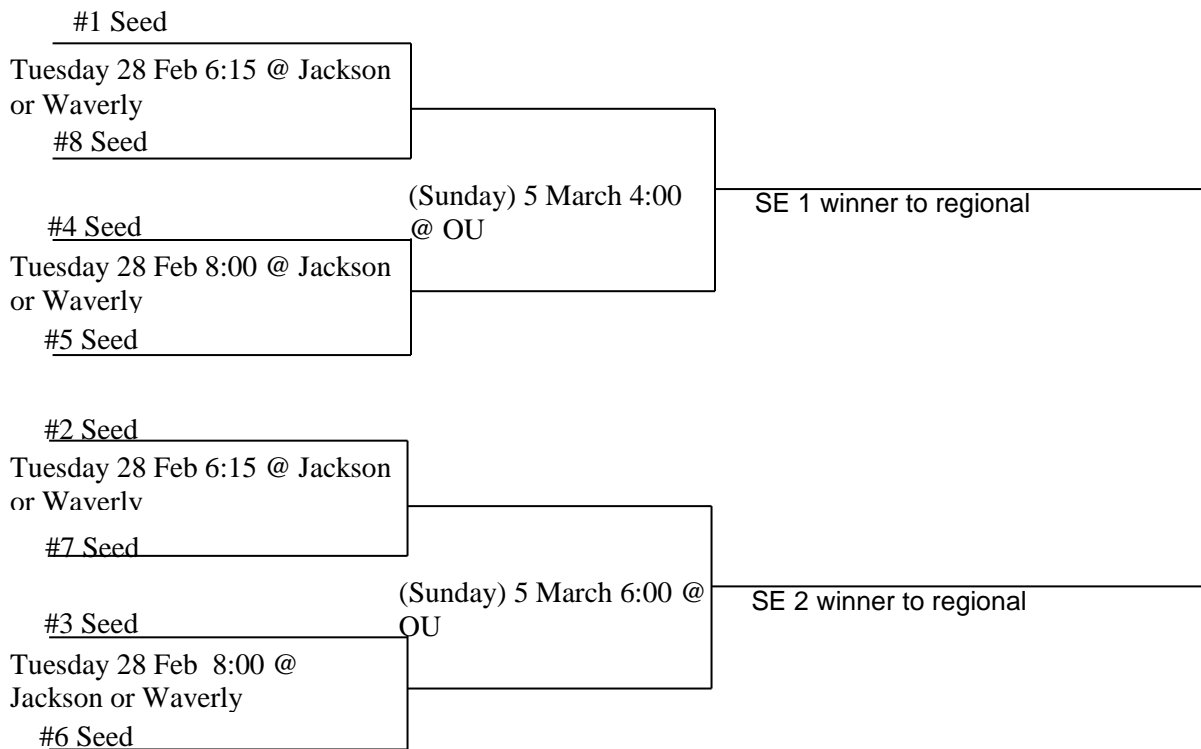 #1 Seed
Tuesday 28 Feb 6:15 @ Jackson
or Waverly
#8 Seed
(Sunday) 5 March 4:00
@ OU
SE 1 winner to regional
#4 Seed
Tuesday 28 Feb 8:00 @ Jackson
or Waverly
#5 Seed
#2 Seed
Tuesday 28 Feb 6:15 @ Jackson
or Waverly
#7 Seed
(Sunday) 5 March 6:00 @
OU
SE 2 winner to regional
#3 Seed
Tuesday 28 Feb  8:00 @
Jackson or Waverly
#6 Seed